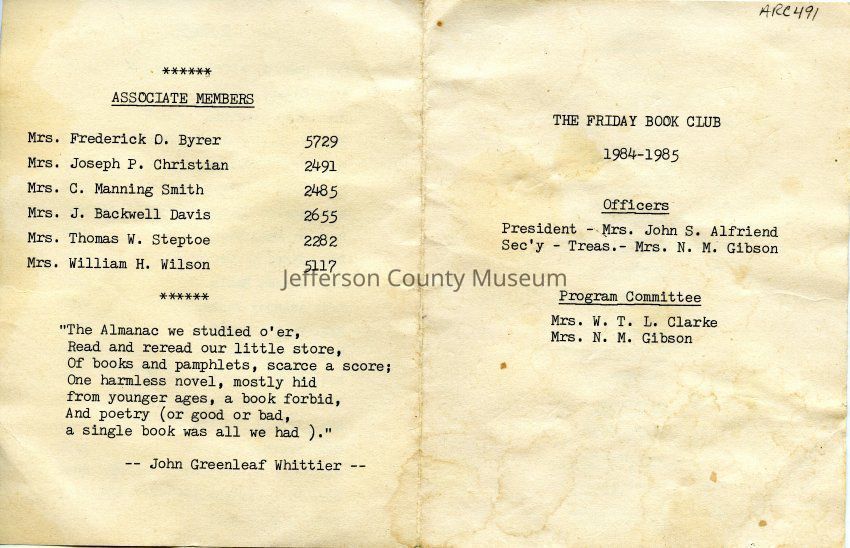 ARC491
******
ASSOCIATE MEMBERS
Mrs. Frederick D. Byrer 5729
Mrs. Joseph P. Christian 2491
Mrs. C. Manning Smith 2485
Mrs. J. Backwell Davis 2655
Mrs. Thomas W. Steptoe 2282
Mrs. William H. Wilson 5117
******
"The Almanac we studied o'er,
Read and reread our little store,
Of books and pamphlets, scarce a score;
One harmless novel, mostly hid
from younger ages, a book forbid,
And poetry (or good or bad,
a single book was all we had )."
-- John Greenleaf Whittier --
THE FRIDAY BOOK CLUB
1984-1985
Officers
President - Mrs. John S. Alfriend
Sec'y - Treas.- Mrs. N. M. Gibson
Program Committee
Mrs. W. T. L. Clarke
Mrs. N. M. Gibson
Jefferson County Museum